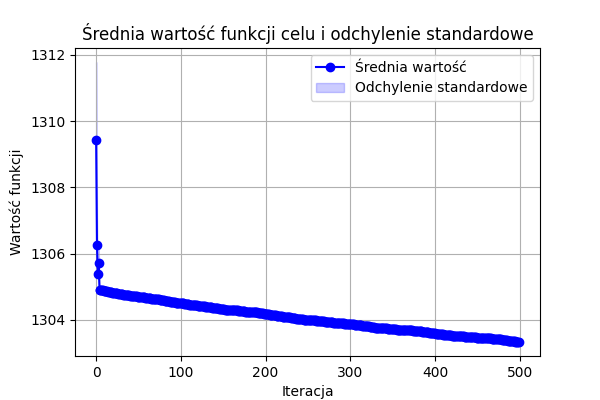 Średnia wartość funkcji celu i odchylenie standardowe
Średnia wartość
Odchylenie standardowe
Wartość funkcji
1312
1310
1308
1306
1304
0 100 200 300 400 500
Iteracja